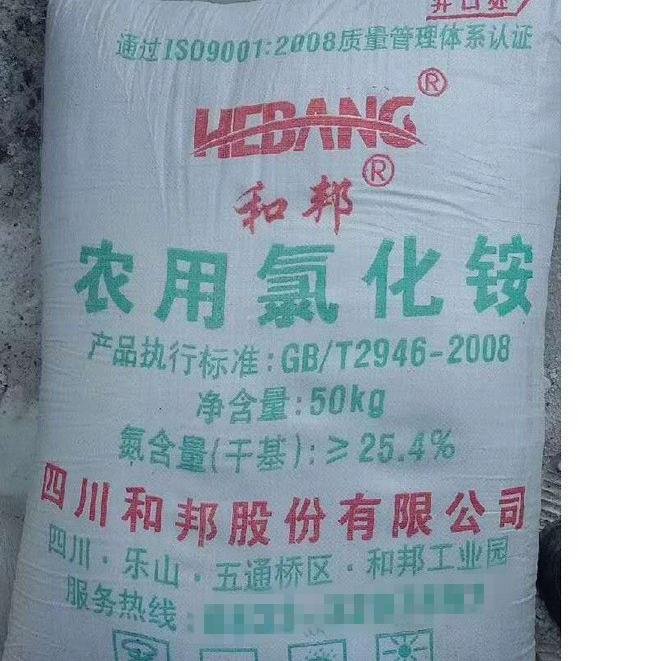 开口处
通过ISO9001:2008质量管理体系认证
HEBANG®
和邦®
农用氯化铵
产品执行标准:GB/T2946-2008
净含量:50kg
氮含量(干基):≥25.4%
四川和邦股份有限公司
四川·乐山·五通桥区·和邦工业园
服务热线: